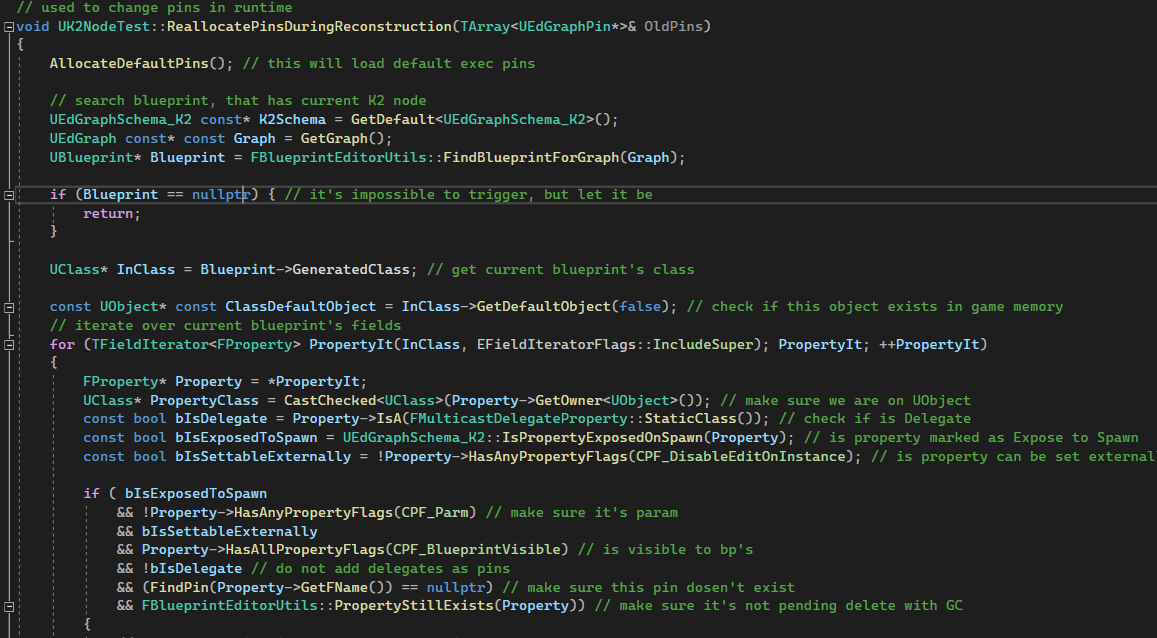 // used to change pins in runtime
void UK2NodeTest::ReallocatePinsDuringReconstruction(TArray<UEdGraphPin*>& OldPins)
{
    AllocateDefaultPins(); // this will load default exec pins

    // search blueprint, that has current K2 node
    UEdGraphSchema_K2 const* K2Schema = GetDefault<UEdGraphSchema_K2>();
    UEdGraph const* const Graph = GetGraph();
    UBlueprint* Blueprint = FBlueprintEditorUtils::FindBlueprintForGraph(Graph);

    if (Blueprint == nullptr) { // it's impossible to trigger, but let it be
        return;
    }

    UClass* InClass = Blueprint->GeneratedClass; // get current blueprint's class

    const UObject* const ClassDefaultObject = InClass->GetDefaultObject(false); // check if this object exists in game memory
    // iterate over current blueprint's fields
    for (TFieldIterator<FProperty> PropertyIt(InClass, EFieldIteratorFlags::IncludeSuper); PropertyIt; ++PropertyIt)
    {
        FProperty* Property = *PropertyIt;
        UClass* PropertyClass = CastChecked<UClass>(Property->GetOwner<UObject>()); // make sure we are on UObject
        const bool bIsDelegate = Property->IsA(FMulticastDelegateProperty::StaticClass()); // check if is Delegate
        const bool bIsExposedToSpawn = UEdGraphSchema_K2::IsPropertyExposedOnSpawn(Property); // is property marked as Expose to Spawn
        const bool bIsSettableExternally = !Property->HasAnyPropertyFlags(CPF_DisableEditOnInstance); // is property can be set external

        if ( bIsExposedToSpawn
            && !Property->HasAnyPropertyFlags(CPF_Parm) // make sure it's param
            && bIsSettableExternally
            && Property->HasAllPropertyFlags(CPF_BlueprintVisible) // is visible to bp's
            && !bIsDelegate // do not add delegates as pins
            && (FindPin(Property->GetFName()) == nullptr) // make sure this pin dosen't exist
            && FBlueprintEditorUtils::PropertyStillExists(Property)) // make sure it's not pending delete with GC
        {